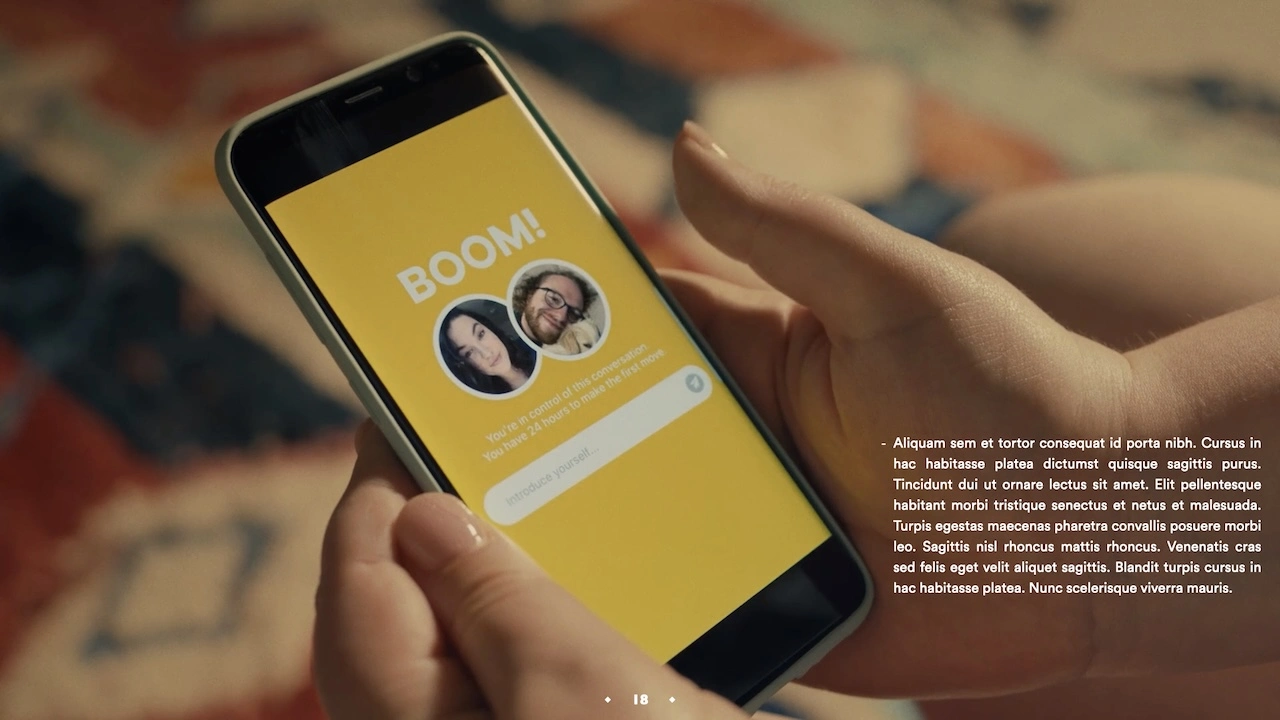 BOOM!
You're in control of this conversation
You have 24 hours to make the first move
Introduce yourself...
- Aliquam sem et tortor consequat id porta nibh. Cursus in
hac habitasse platea dictumst quisque sagittis purus.
Tincidunt dui ut ornare lectus sit amet. Elit pellentesque
habitant morbi tristique senectus et netus et malesuada.
Turpis egestas maecenas pharetra convallis posuere morbi
leo. Sagittis nisl rhoncus mattis rhoncus. Venenatis cras
sed felis eget velit aliquet sagittis. Blandit turpis cursus in
hac habitasse platea. Nunc scelerisque viverra mauris.
18